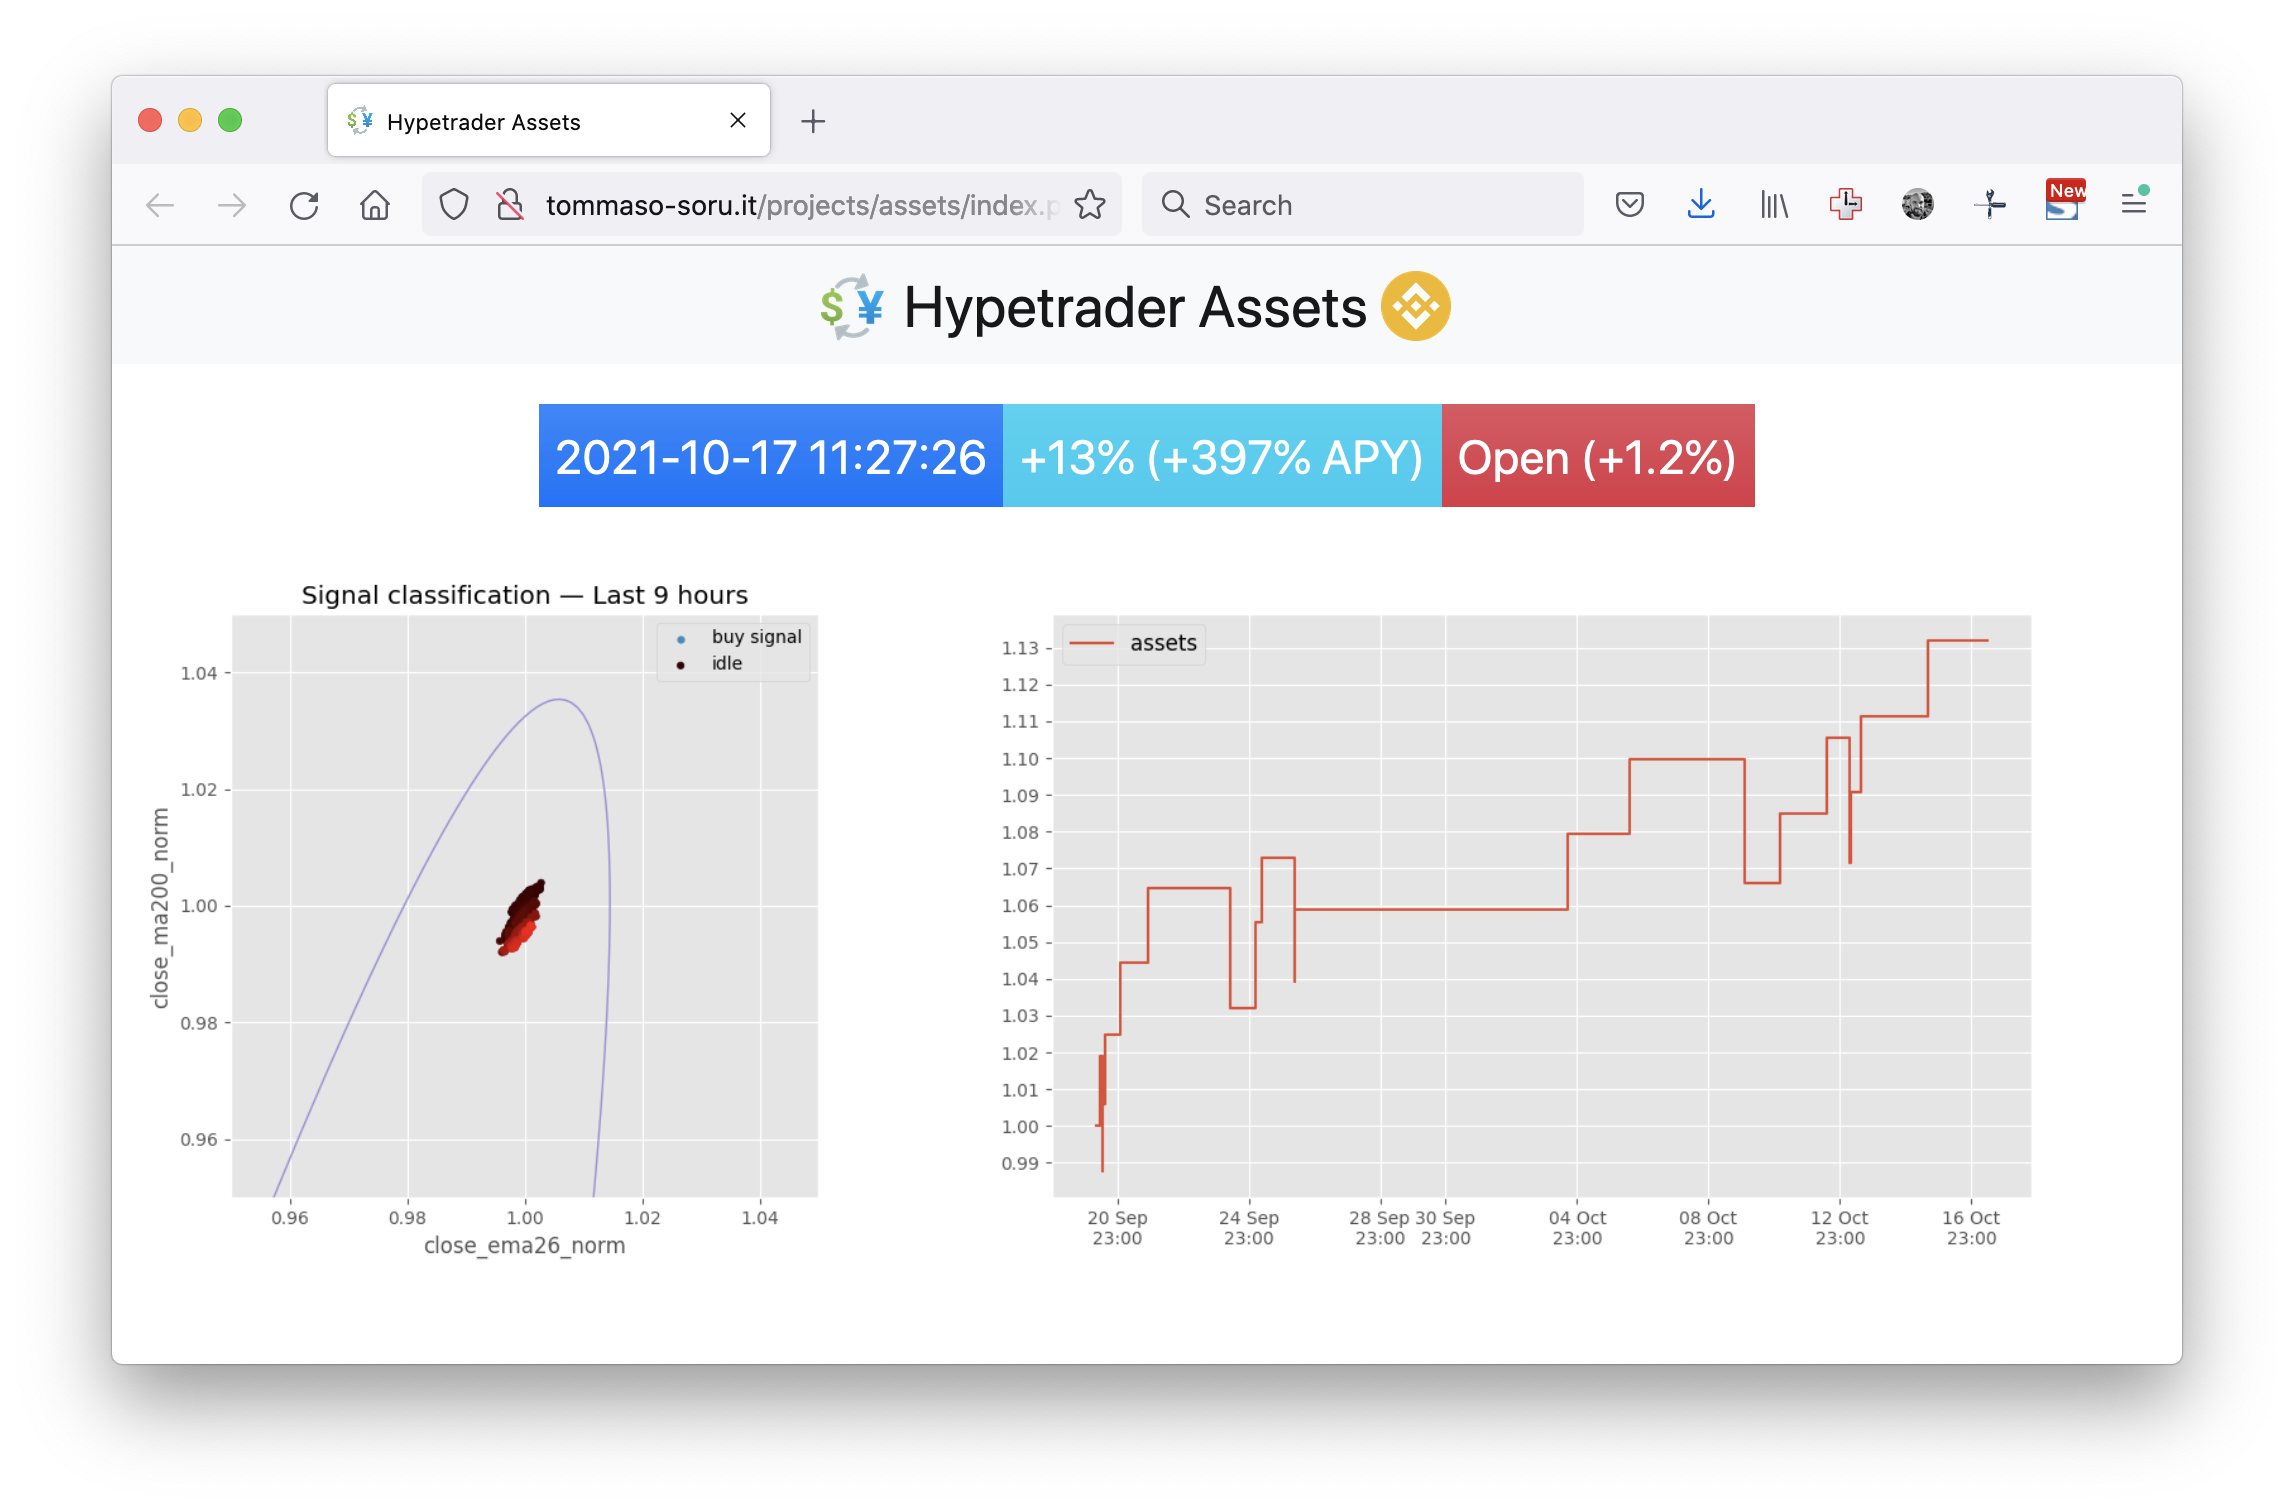 Hypetrader Assets
tommaso-soru.it/projects/assets/index.p
Search
New
Hypetrader Assets
2021-10-17 11:27:26
+13% (+397% APY)
Open (+1.2%)
Signal classification — Last 9 hours
buy signal
idle
1.04
1.02
1.00
0.98
0.96
close_ma200_norm
0.96 0.98 1.00 1.02 1.04
close_ema26_norm
assets
1.13
1.12
1.11
1.10
1.09
1.08
1.07
1.06
1.05
1.04
1.03
1.02
1.01
1.00
0.99
20 Sep 24 Sep 28 Sep 30 Sep 04 Oct 08 Oct 12 Oct 16 Oct
23:00 23:00 23:00 23:00 23:00 23:00 23:00 23:00